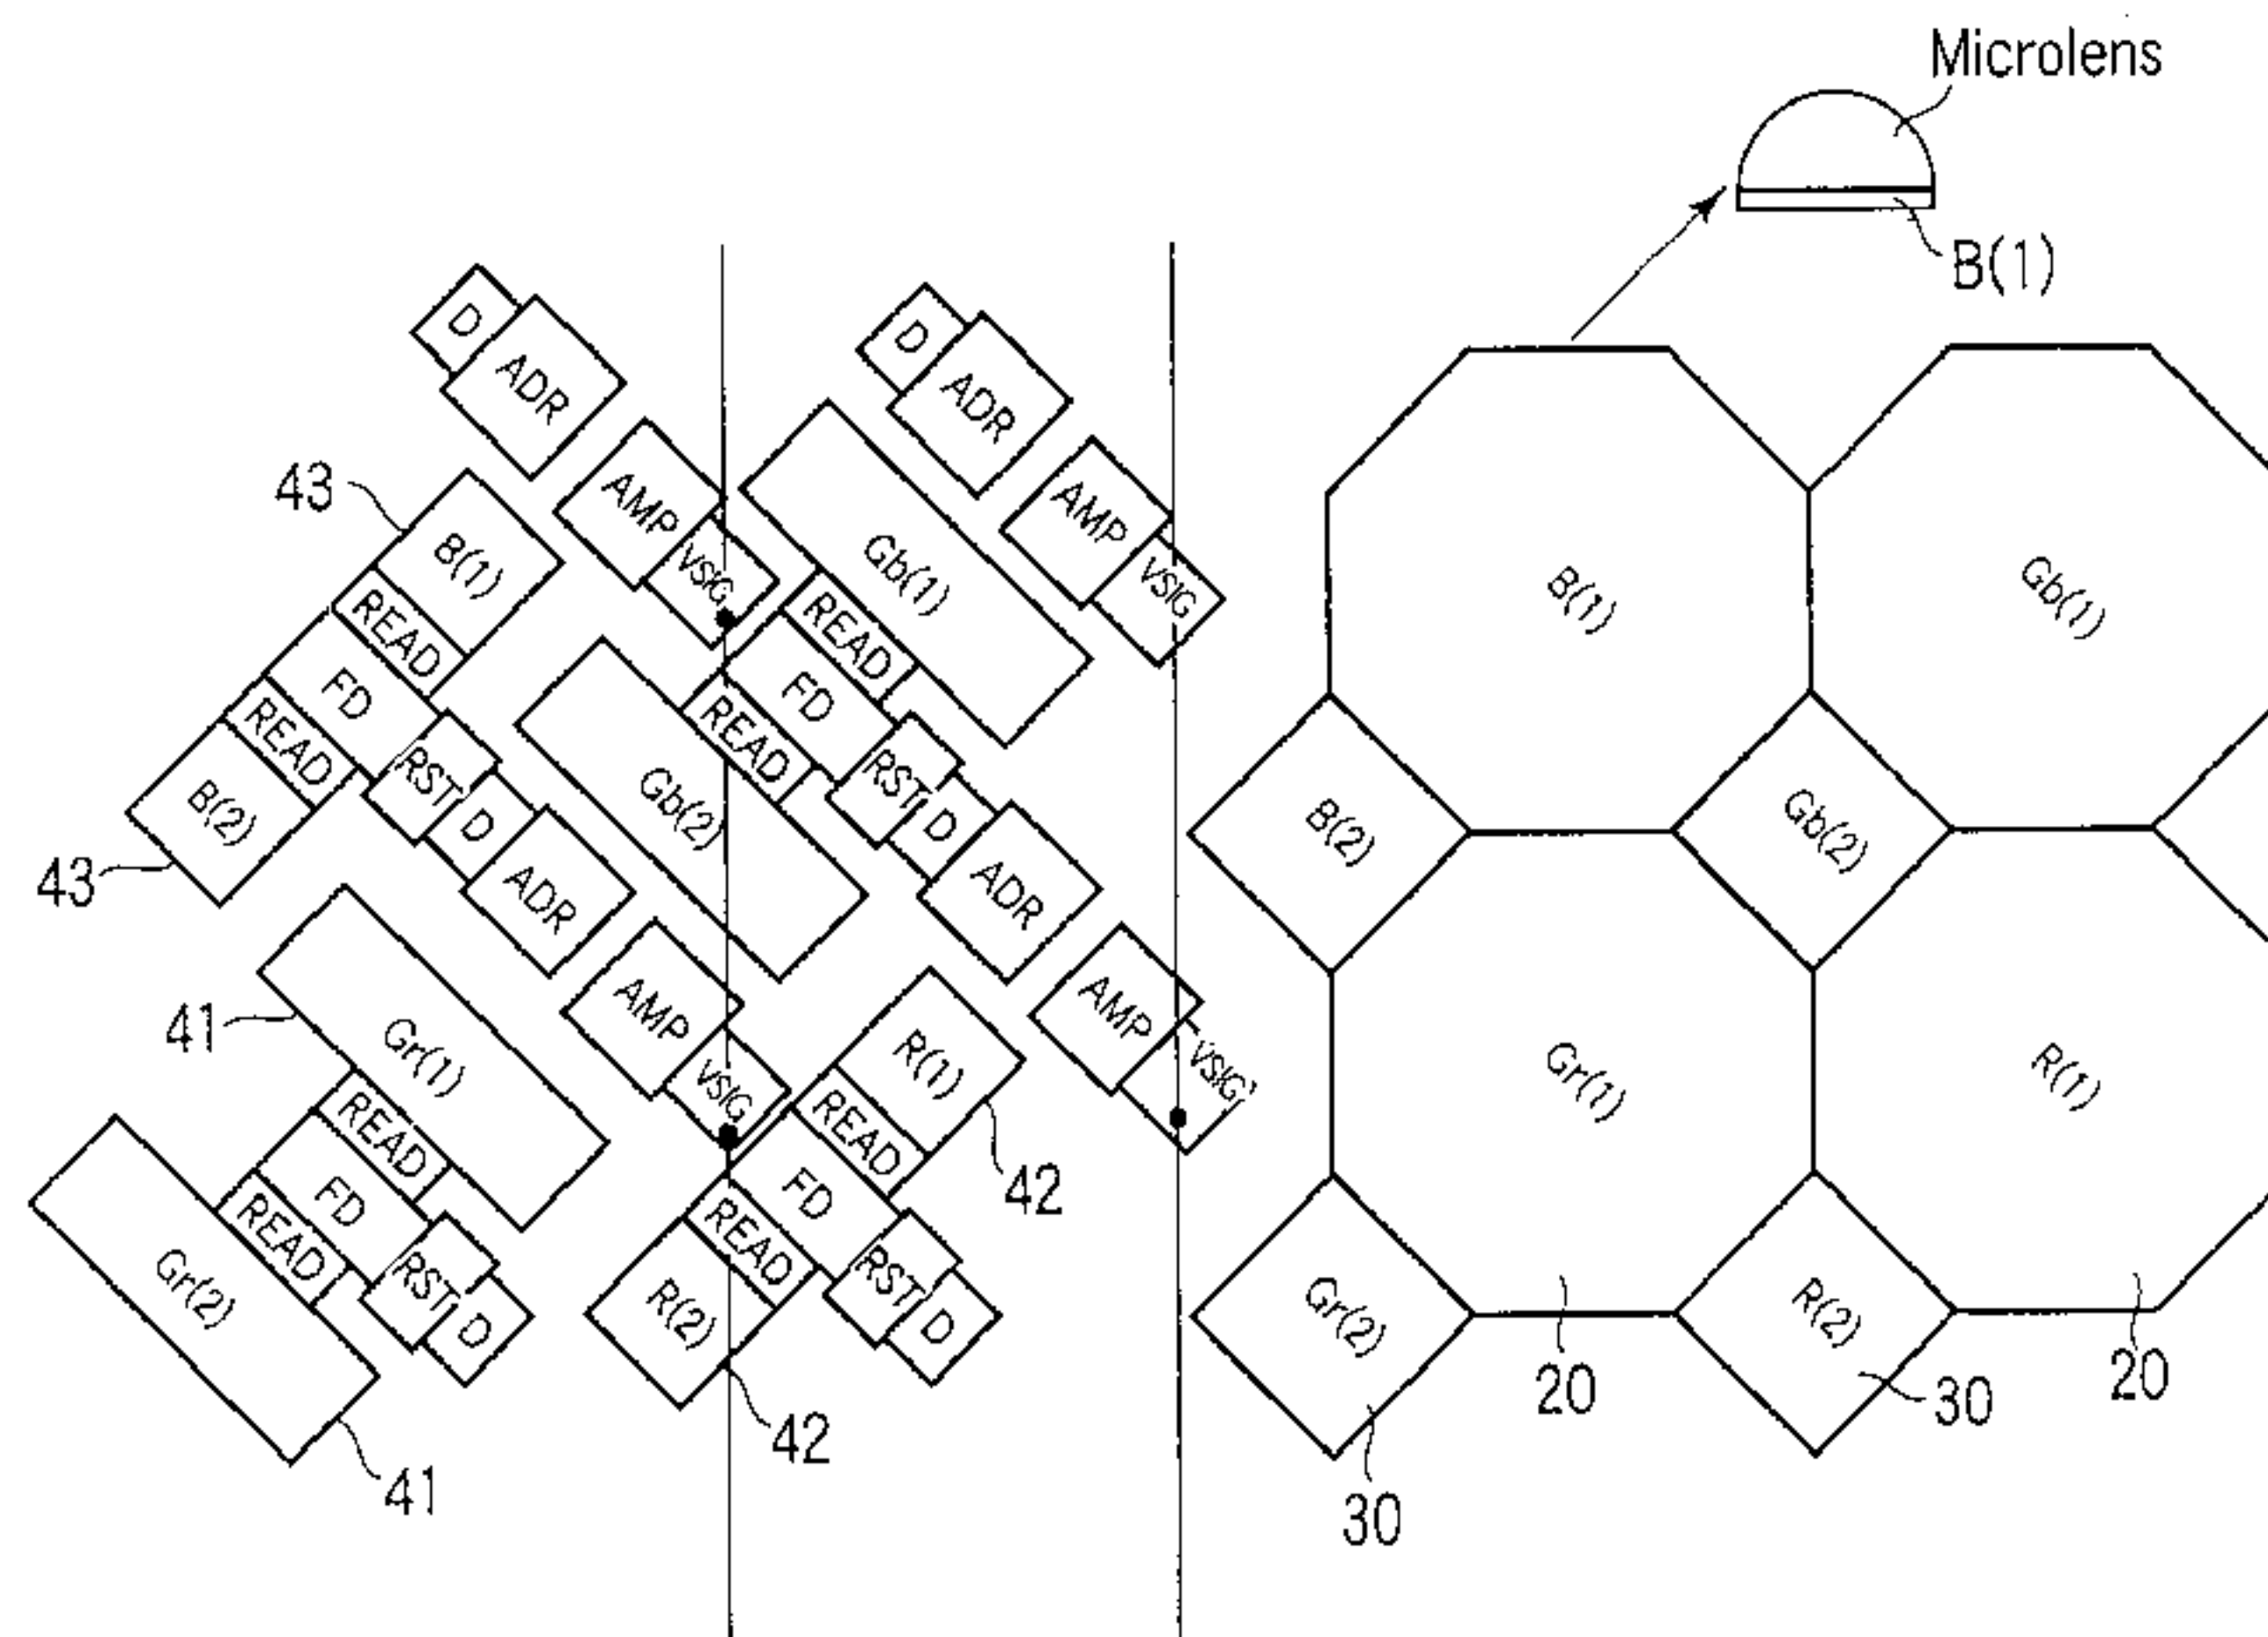 Microlens
B(1)
D
ADR
D
ADR
43
AMP
VSIG
Gb(1)
AMP
VSIG
B(1)
READ
FD
READ
B(2)
43
RST
D
ADR
AMP
VSIG
Gb(2)
READ
FD
READ
RST
D
ADR
AMP
VSIG
41
Gr(1)
READ
FD
READ
RST
D
Gr(2)
41
R(1)
42
READ
FD
READ
RST
D
R(2)
42
B(1)
Gb(1)
B(2)
Gb(2)
Gr(1)
R(1)
Gr(2)
R(2)
20
30
20
30